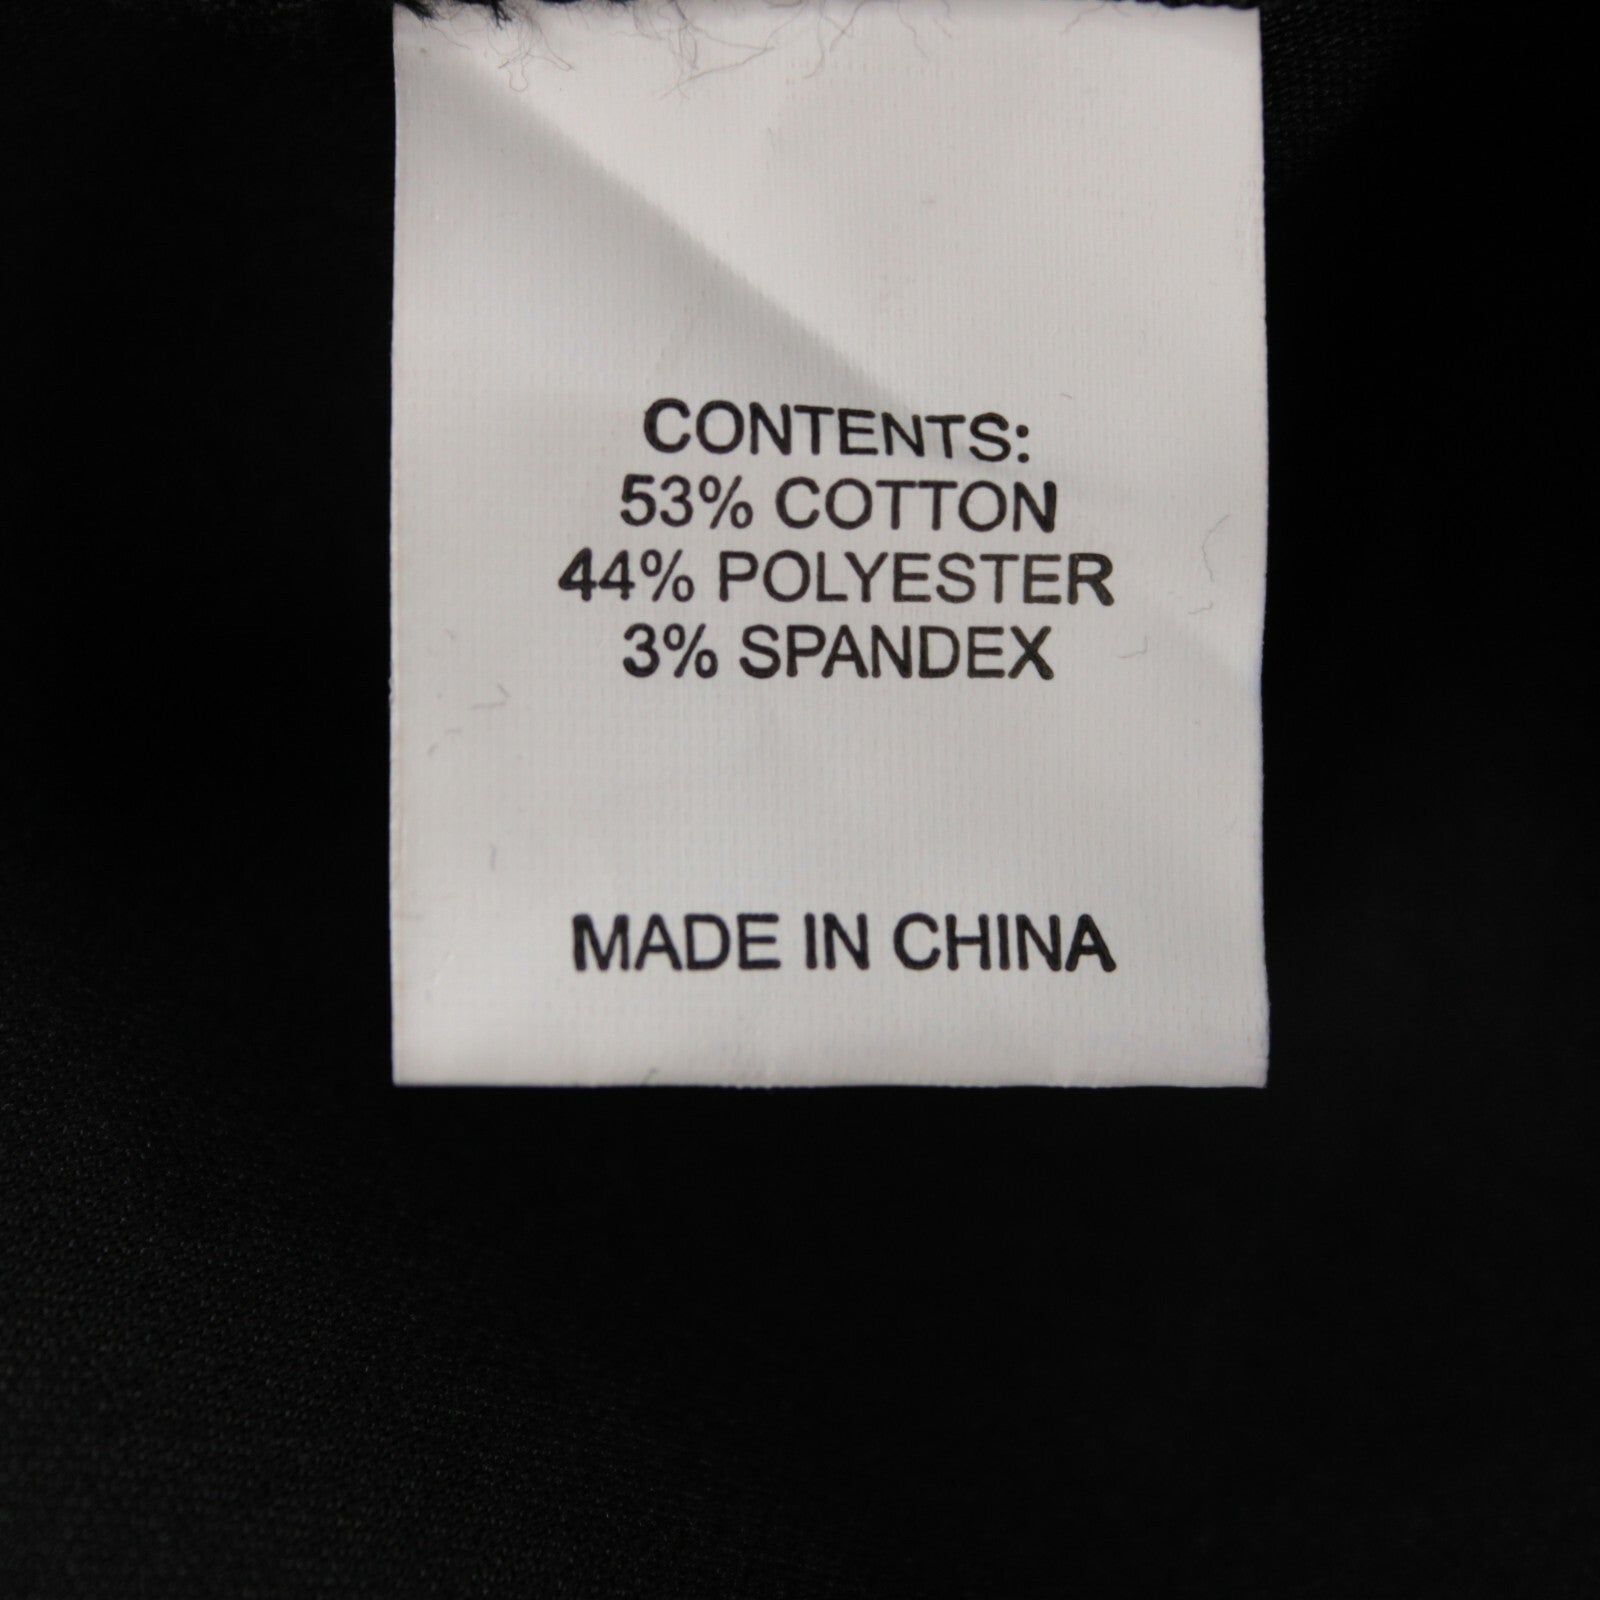 CONTENTS:
53% COTTON
44% POLYESTER
3% SPANDEX
MADE IN CHINA